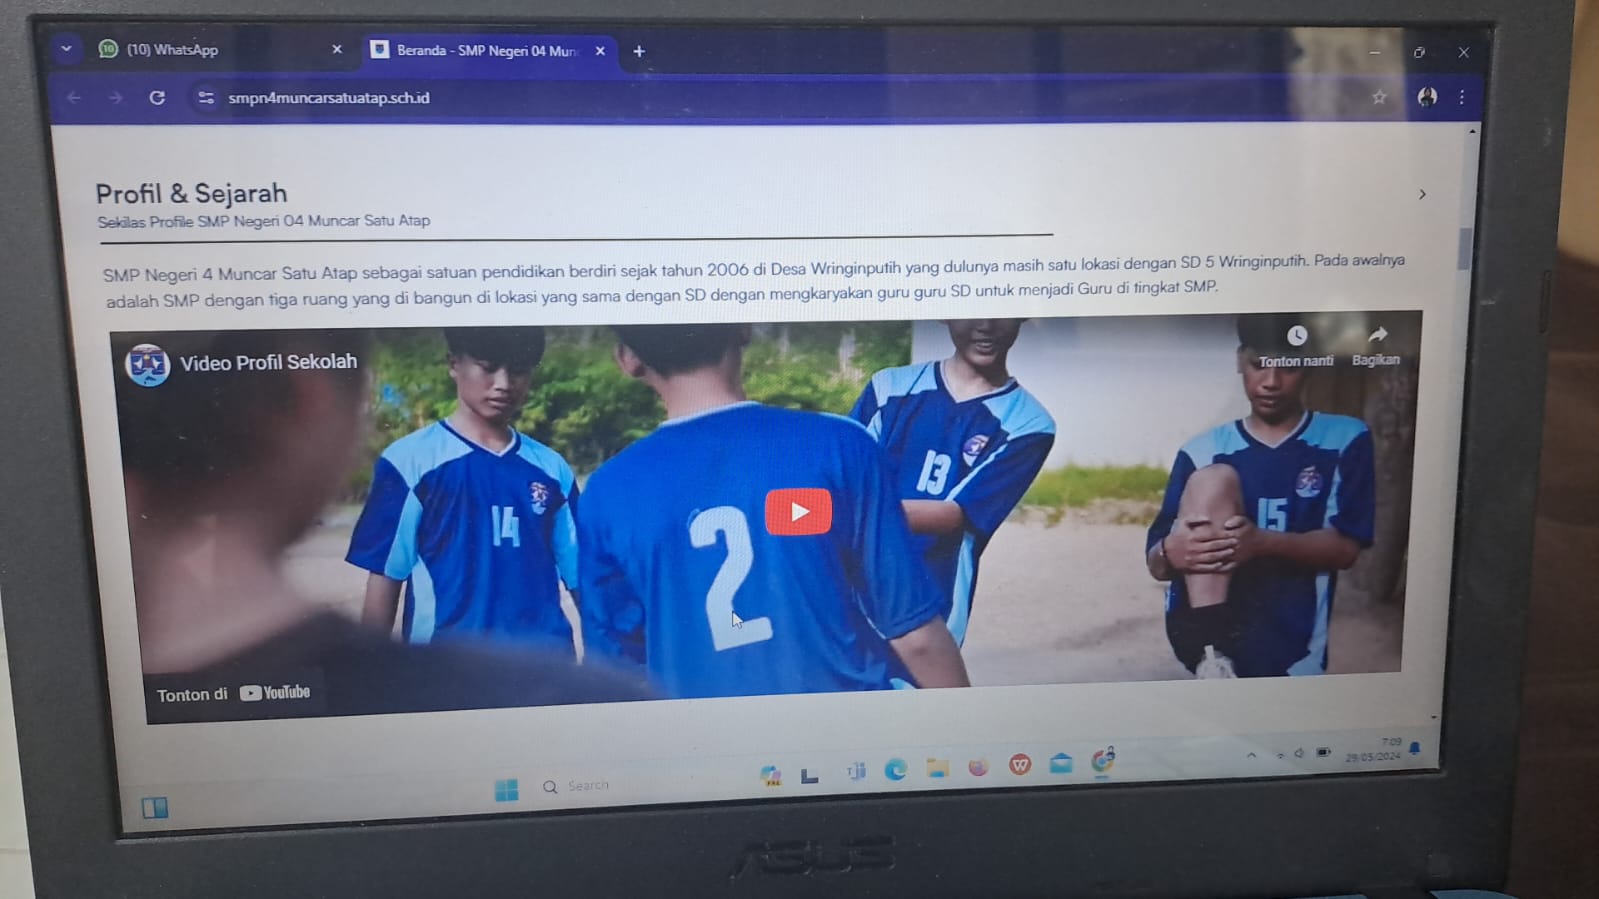 (10) WhatsApp
Beranda - SMP Negeri 04 Mun
smpn4muncarsatuatap.sch.id
Profil & Sejarah
Sekilas Profile SMP Negeri 04 Muncar Satu Atap
SMP Negeri 4 Muncar Satu Atap sebagai satuan pendidikan berdiri sejak tahun 2006 di Desa Wringinputih yang dulunya masih satu lokasi dengan SD 5 Wringinputih. Pada awalnya
adalah SMP dengan tiga ruang yang di bangun di lokasi yang sama dengan SD dengan mengkaryakan guru guru SD untuk menjadi Guru di tingkat SMP.
Video Profil Sekolah
Tonton nanti
Bagikan
14
2
13
15
Tonton di YouTube
Search
7:09
29/05/2024
ASUS